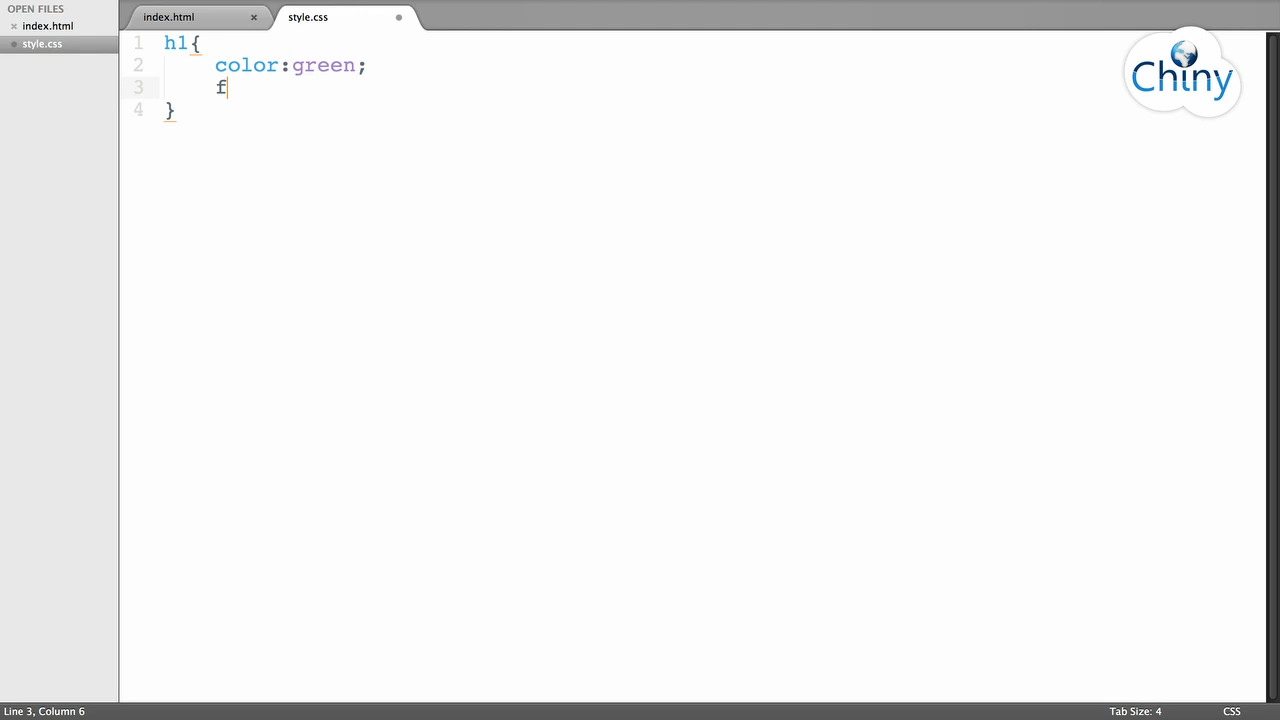 OPEN FILES
index.html
style.css
index.html
style.css
1 h1{
2 color:green;
3 f
4 }
Chiny
Line 3, Column 6
Tab Size: 4
CSS